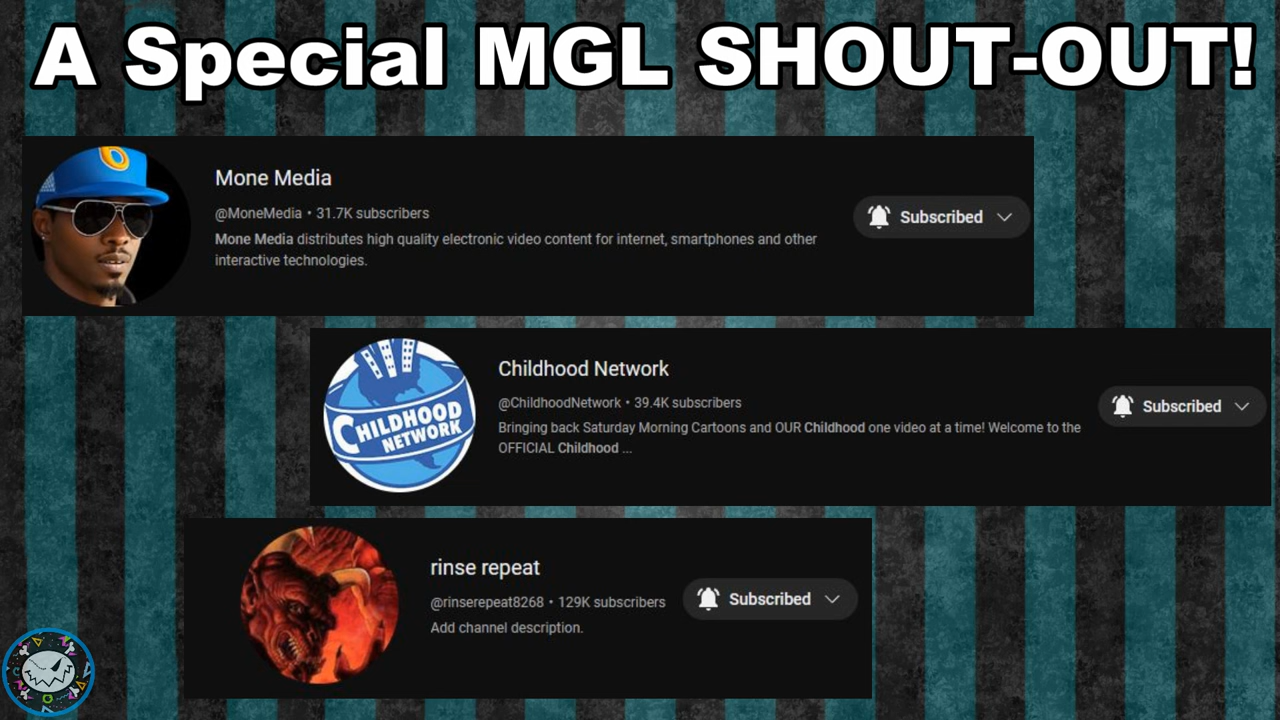 A Special MGL SHOUT-OUT!
Mone Media
@MoneMedia • 31.7K subscribers
Mone Media distributes high quality electronic video content for internet, smartphones and other
interactive technologies.
Subscribed
CHILDHOOD
NETWORK
Childhood Network
@ChildhoodNetwork • 39.4K subscribers
Bringing back Saturday Morning Cartoons and OUR Childhood one video at a time! Welcome to the
OFFICIAL Childhood ...
Subscribed
rinse repeat
@rinserepeat8268 • 129K subscribers
Add channel description.
Subscribed